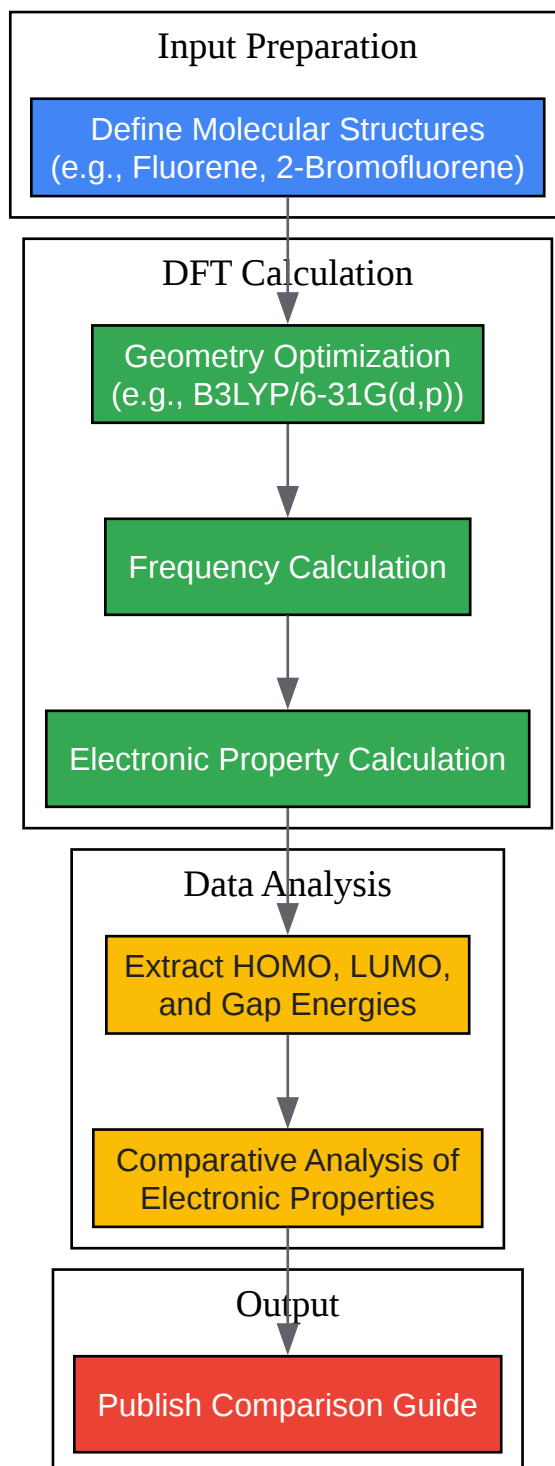 Input Preparation
Define Molecular Structures
(e.g., Fluorene, 2-Bromofluorene)
DFT Calculation
Geometry Optimization
(e.g., B3LYP/6-31G(d,p))
Frequency Calculation
Electronic Property Calculation
Data Analysis
Extract HOMO, LUMO,
and Gap Energies
Comparative Analysis of
Electronic Properties
Output
Publish Comparison Guide